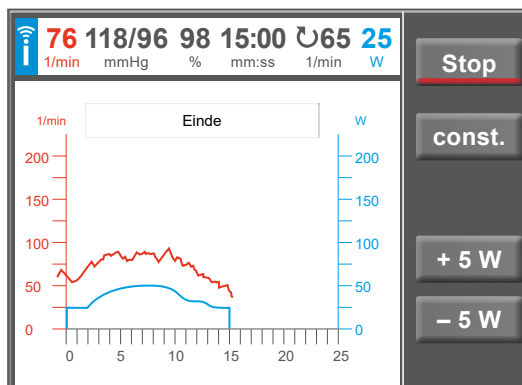 76 118/96 98 15:00 ↻65 25
1/min mmHg % mm:ss 1/min W
Stop
1/min Einde W
const.
200 200
150 150
100 100
+ 5 W
50 50
– 5 W
0 0
0 5 10 15 20 25